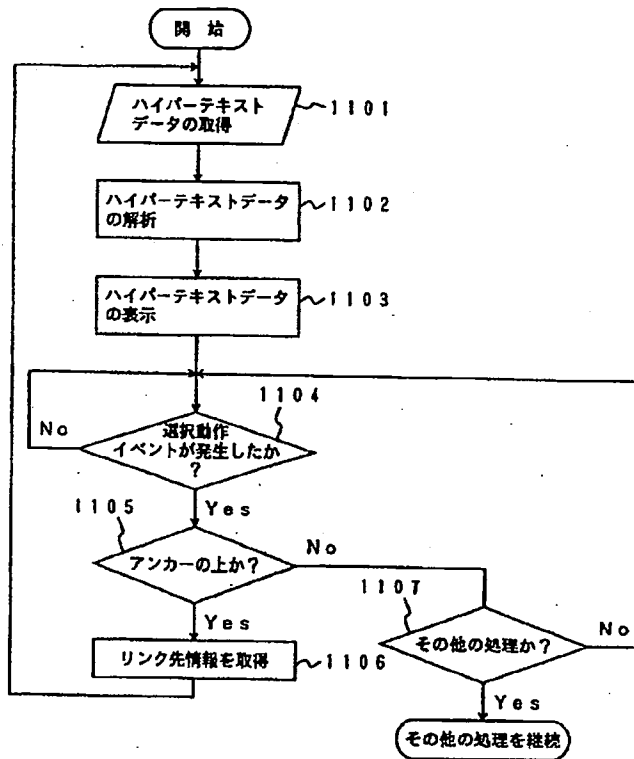 開 始
ハイパーテキスト
データの取得
1101
ハイパーテキストデータ
の解析
1102
ハイパーテキストデータ
の表示
1103
1104
選択動作
イベントが発生したか
?
No
Yes
1105
アンカーの上か?
No
Yes
1107
リンク先情報を取得
1106
その他の処理か?
No
Yes
その他の処理を継続